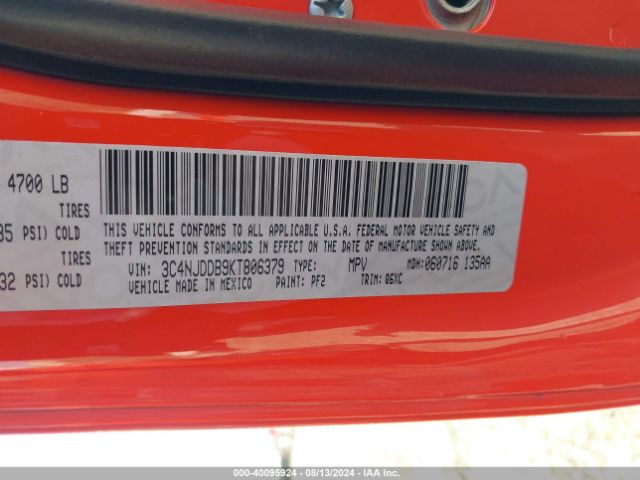 4700 LB
TIRES
35 PSI) COLD
TIRES
32 PSI) COLD
THIS VEHICLE CONFORMS TO ALL APPLICABLE U.S.A. FEDERAL MOTOR VEHICLE SAFETY AND
THEFT PREVENTION STANDARDS IN EFFECT ON THE DATE OF MANUFACTURE SHOWN ABOVE.
VIN: 3C4NJDDB9KT806379 TYPE: MPV MDH: 060716 135AA
VEHICLE MADE IN MEXICO PAINT: PF2 TRIM: G6XC
000-40095924 - 08/13/2024 - IAA Inc.